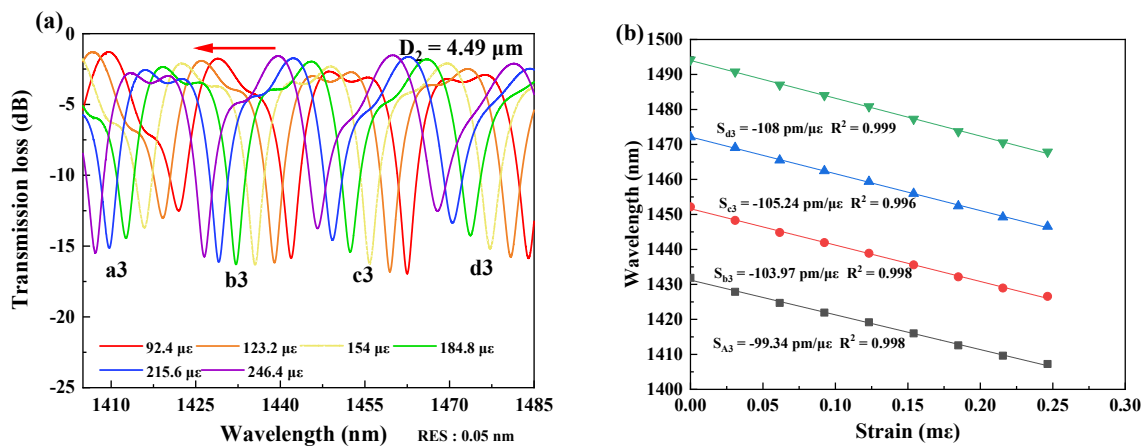 (a)
D₂ = 4.49 μm
Transmission loss (dB)
0
-5
-10
-15
-20
-25
a3
b3
c3
d3
92.4 με
123.2 με
154 με
184.8 με
215.6 με
246.4 με
1410
1425
1440
1455
1470
1485
Wavelength (nm)
RES : 0.05 nm
(b)
Wavelength (nm)
1500
1490
1480
1470
1460
1450
1440
1430
1420
1410
1400
S_d3 = -108 pm/με R² = 0.999
S_c3 = -105.24 pm/με R² = 0.996
S_b3 = -103.97 pm/με R² = 0.998
S_A3 = -99.34 pm/με R² = 0.998
0.00
0.05
0.10
0.15
0.20
0.25
0.30
Strain (mε)